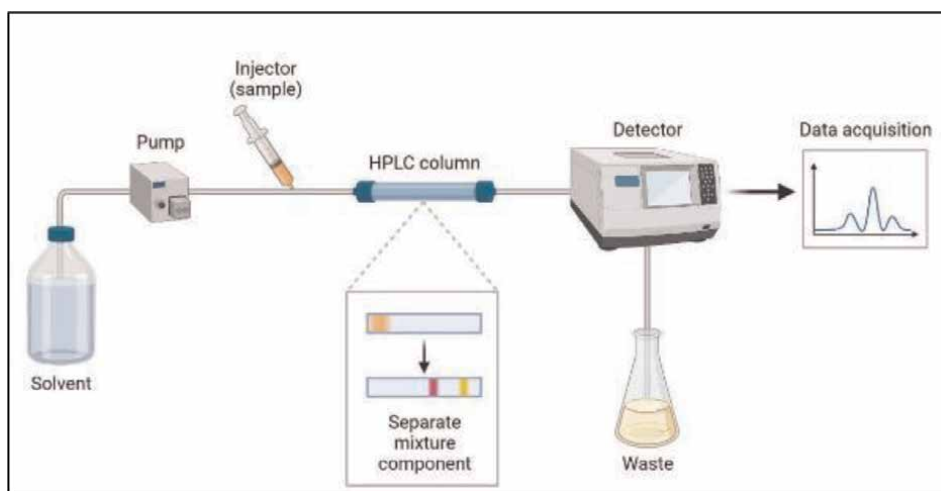 Injector
(sample)
Pump
HPLC column
Detector
Data acquisition
Solvent
Separate
mixture
component
Waste